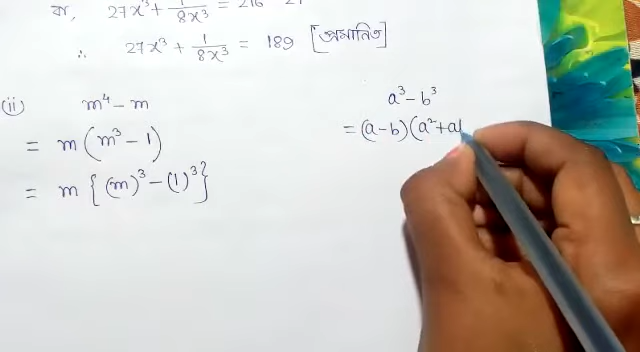 বা, 27x³ + 1/8x³ = 216 - 27
∴ 27x³ + 1/8x³ = 189 [প্রমানিত]
(ii) m⁴ - m
= m(m³ - 1)
= m{(m)³ - (1)³}
a³ - b³
= (a - b)(a² + ab